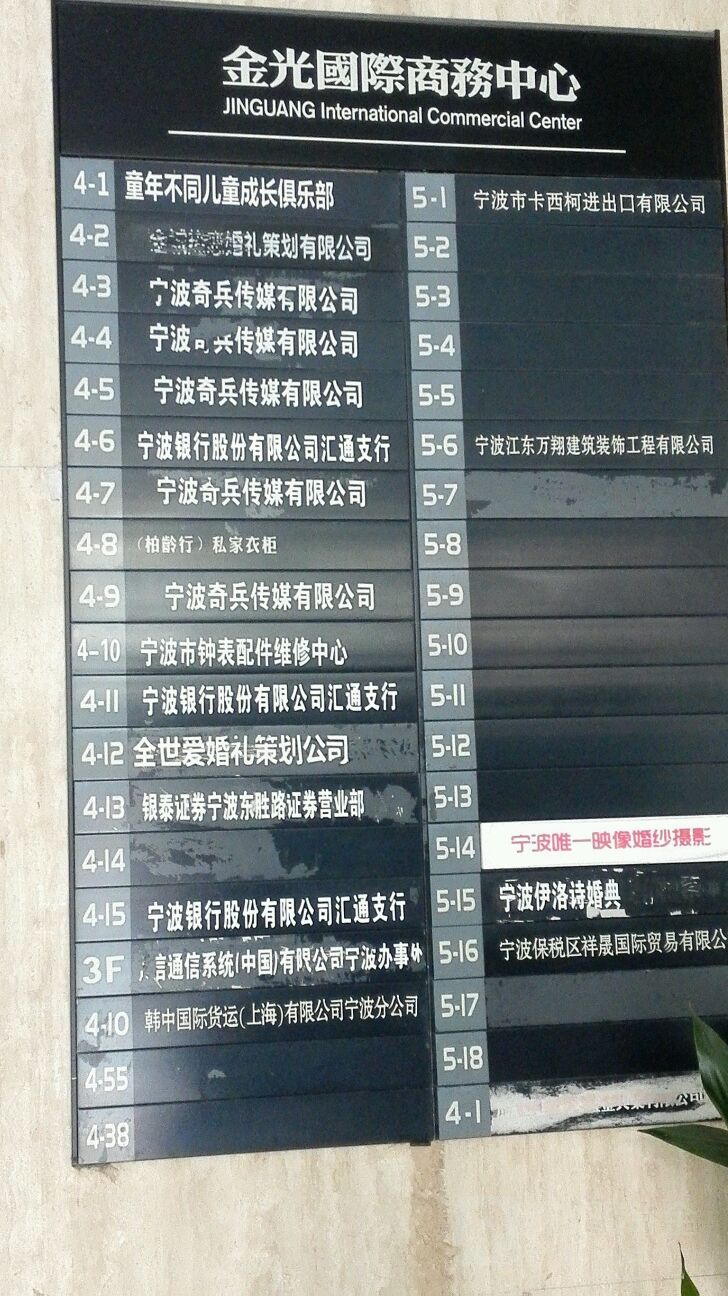 金光國際商務中心
JINGUANG International Commercial Center
4-1 童年不同儿童成长俱乐部
4-2 婚礼策划有限公司
4-3 宁波奇兵传媒有限公司
4-4 宁波 兵传媒有限公司
4-5 宁波奇兵传媒有限公司
4-6 宁波银行股份有限公司汇通支行
4-7 宁波奇兵传媒有限公司
4-8 （柏龄行）私家衣柜
4-9 宁波奇兵传媒有限公司
4-10 宁波市钟表配件维修中心
4-11 宁波银行股份有限公司汇通支行
4-12 全世爱婚礼策划公司
4-13 银泰证券宁波东胜路证券营业部
4-14
4-15 宁波银行股份有限公司汇通支行
3F 言通信系统(中国)有限公司宁波办事
4-10 韩中国际货运(上海)有限公司宁波分公司
4-55
4-38
5-1 宁波市卡西柯进出口有限公司
5-2
5-3
5-4
5-5
5-6 宁波江东万翔建筑装饰工程有限公司
5-7
5-8
5-9
5-10
5-11
5-12
5-13
5-14 宁波唯一映像婚纱摄影
5-15 宁波伊洛诗婚典
5-16 宁波保税区祥晟国际贸易有限公
5-17
5-18
4-1 有限公司